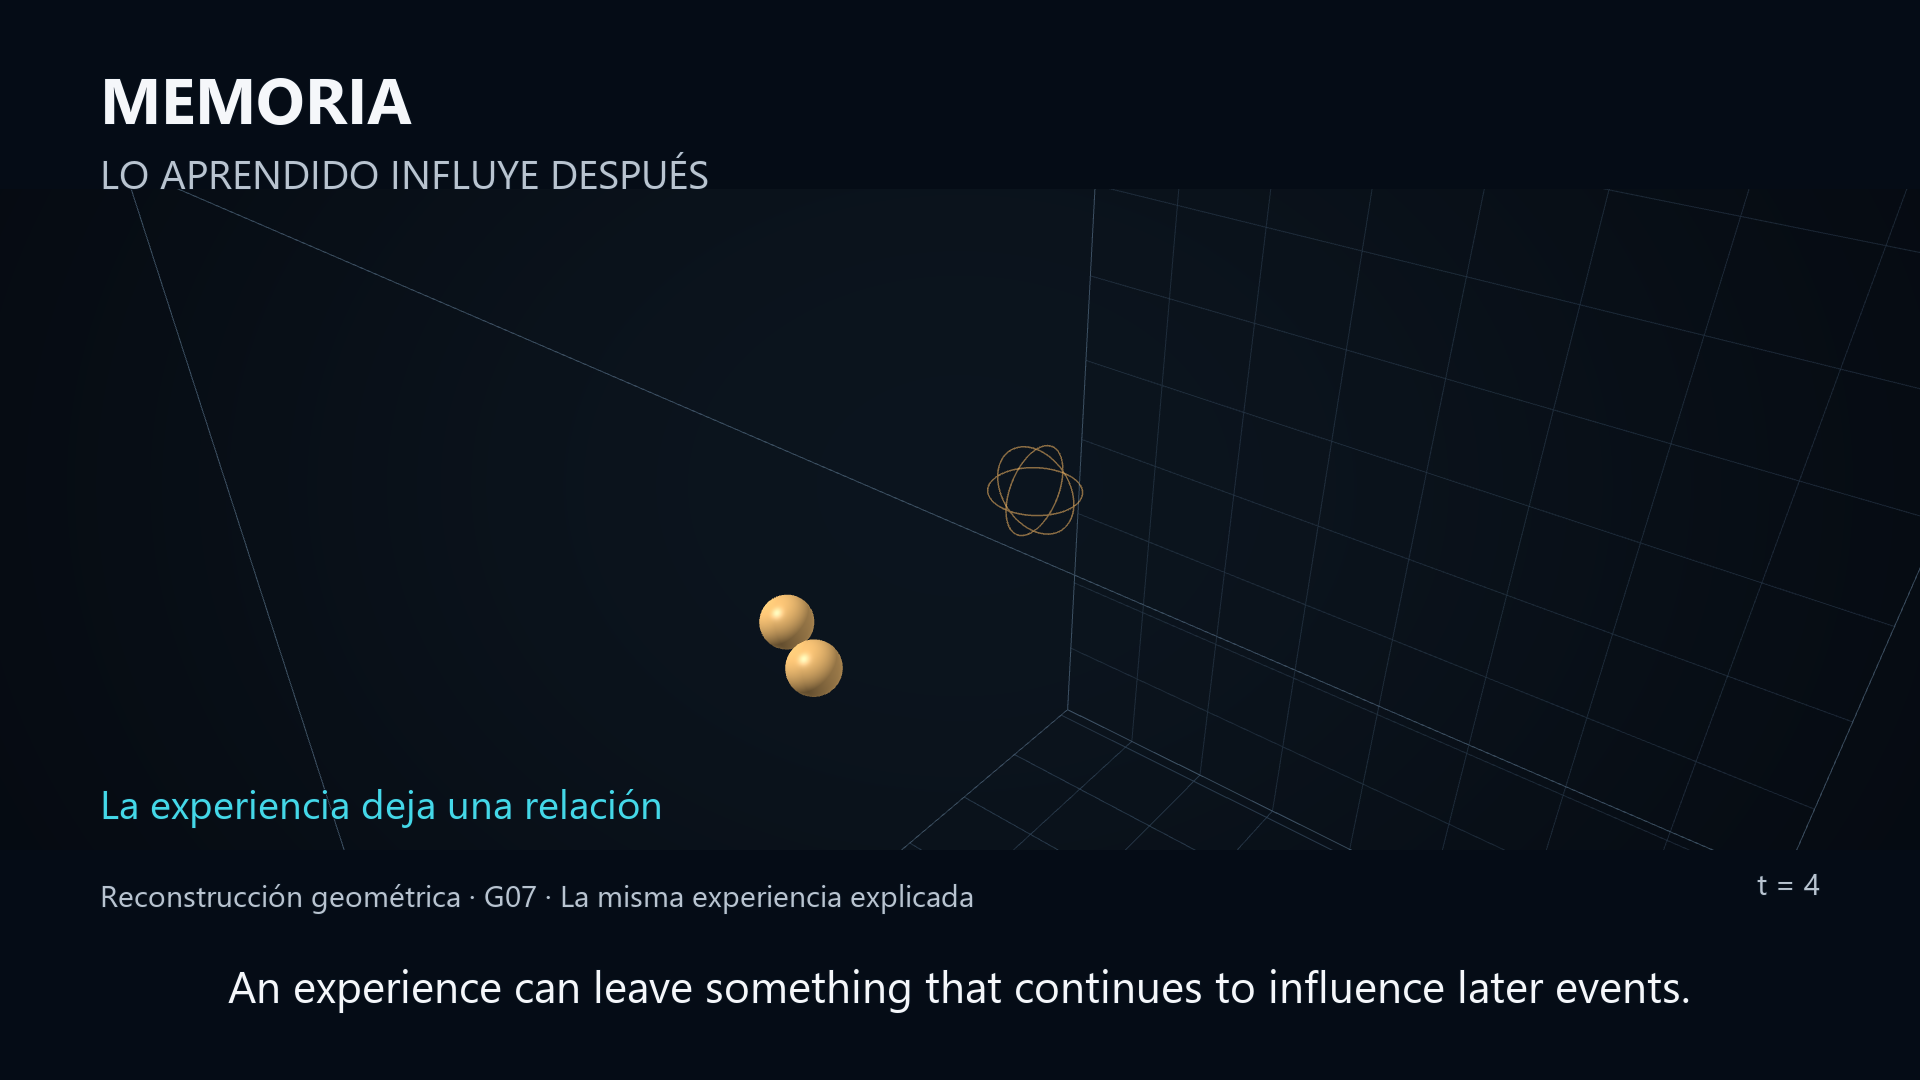 MEMORIA
LO APRENDIDO INFLUYE DESPUÉS
La experiencia deja una relación
Reconstrucción geométrica · G07 · La misma experiencia explicada
t = 4
An experience can leave something that continues to influence later events.